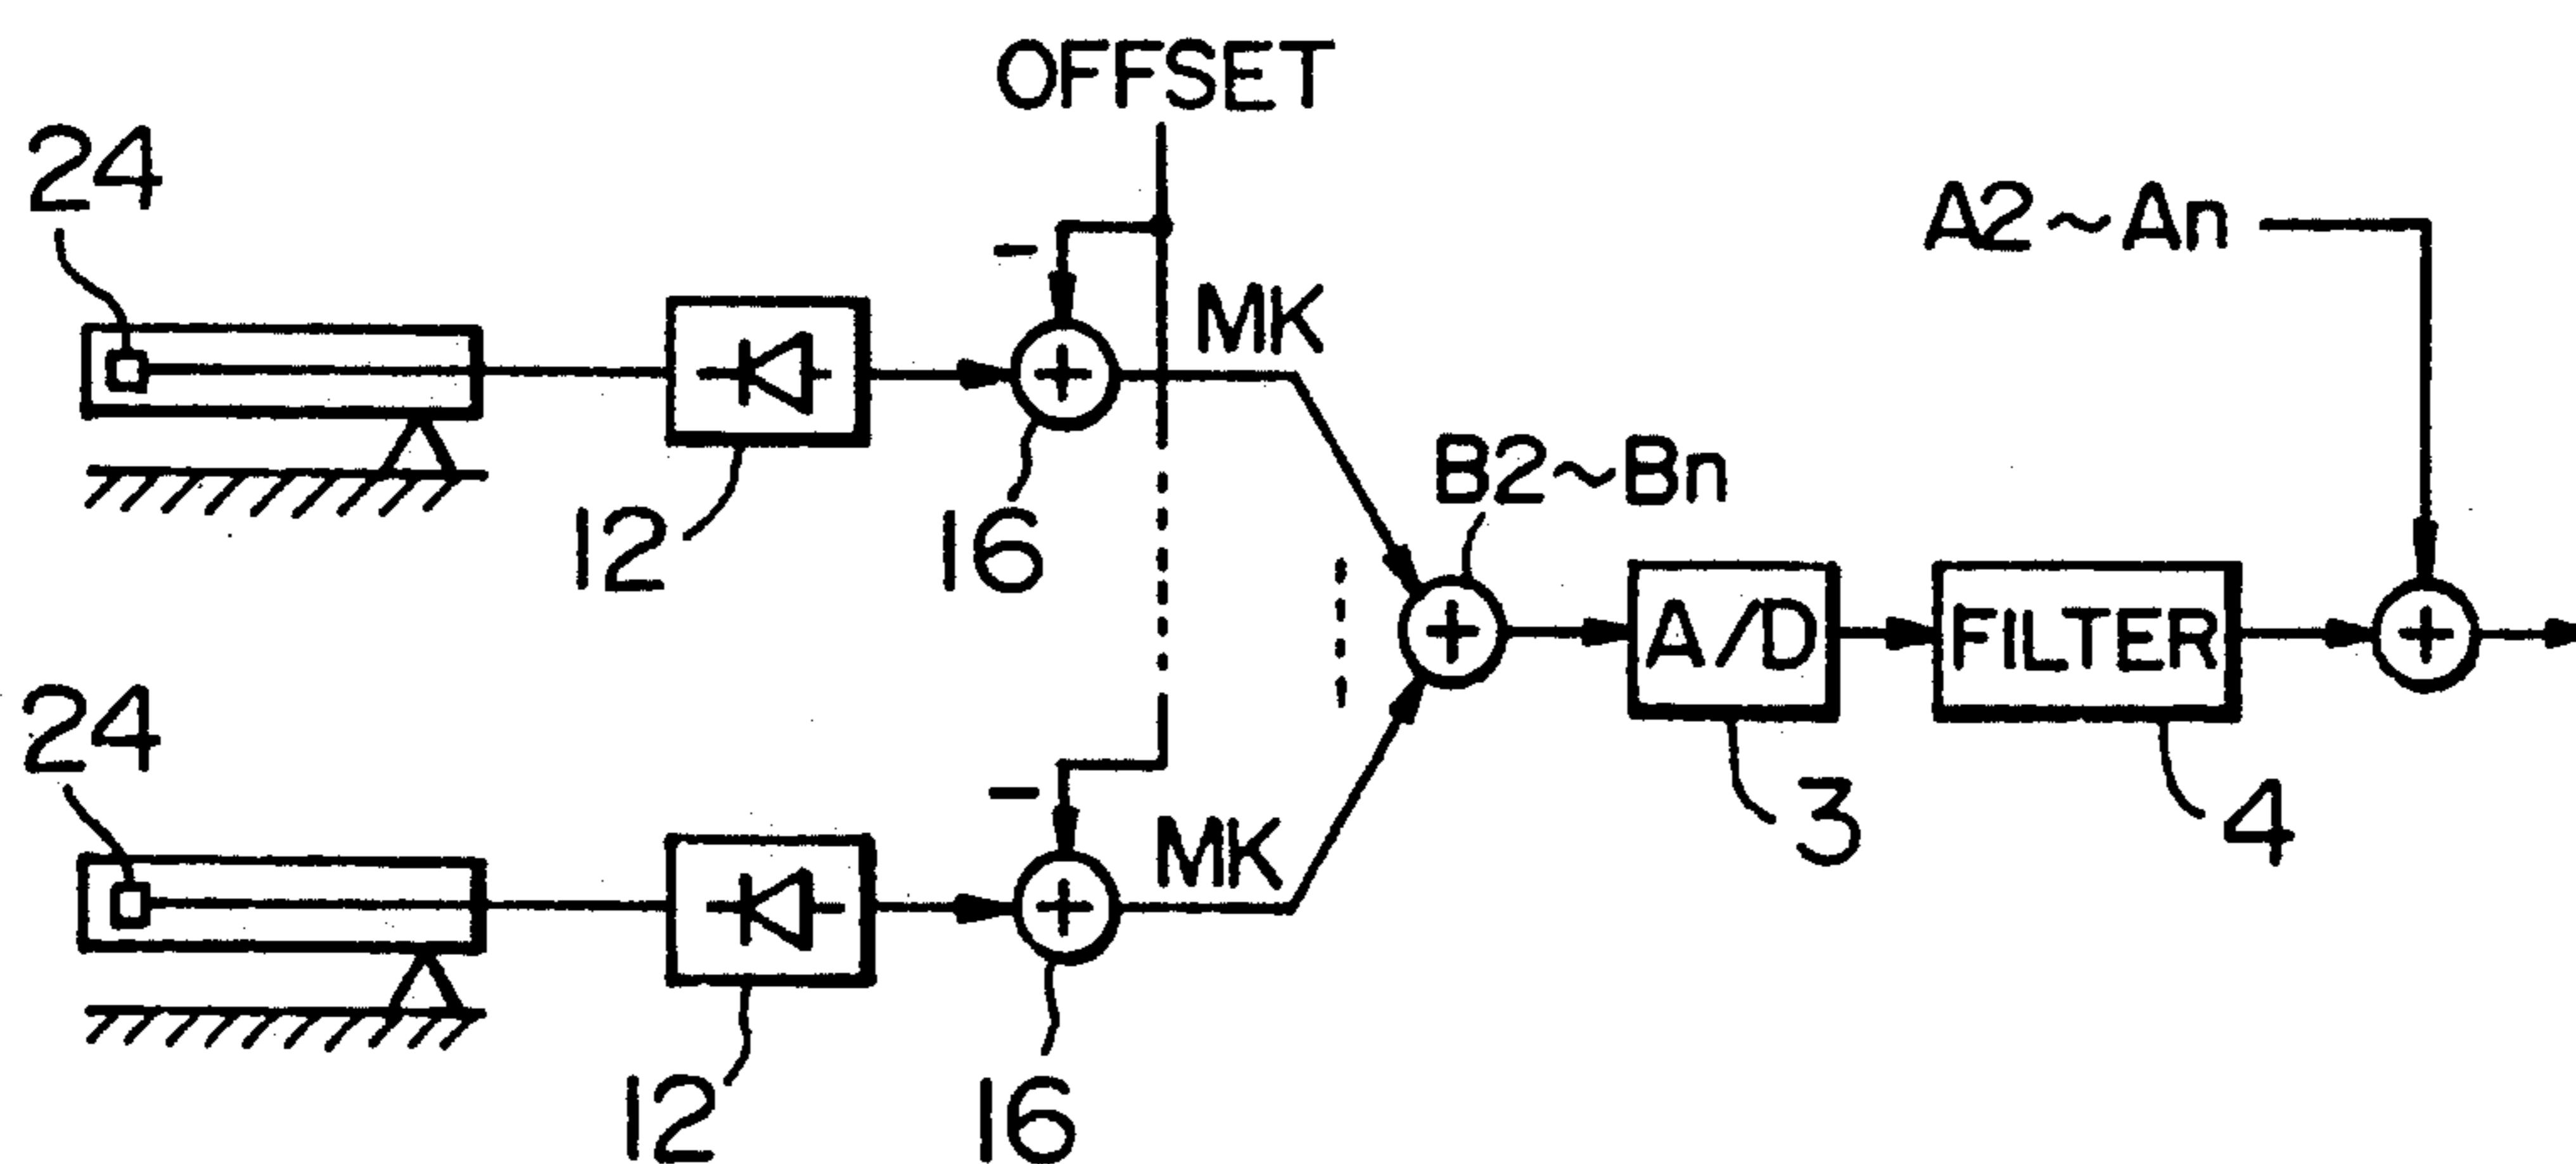 OFFSET
24
A2~An
-
MK
+
12
16
B2~Bn
+
A/D
FILTER
+
24
3
4
-
MK
+
12
16